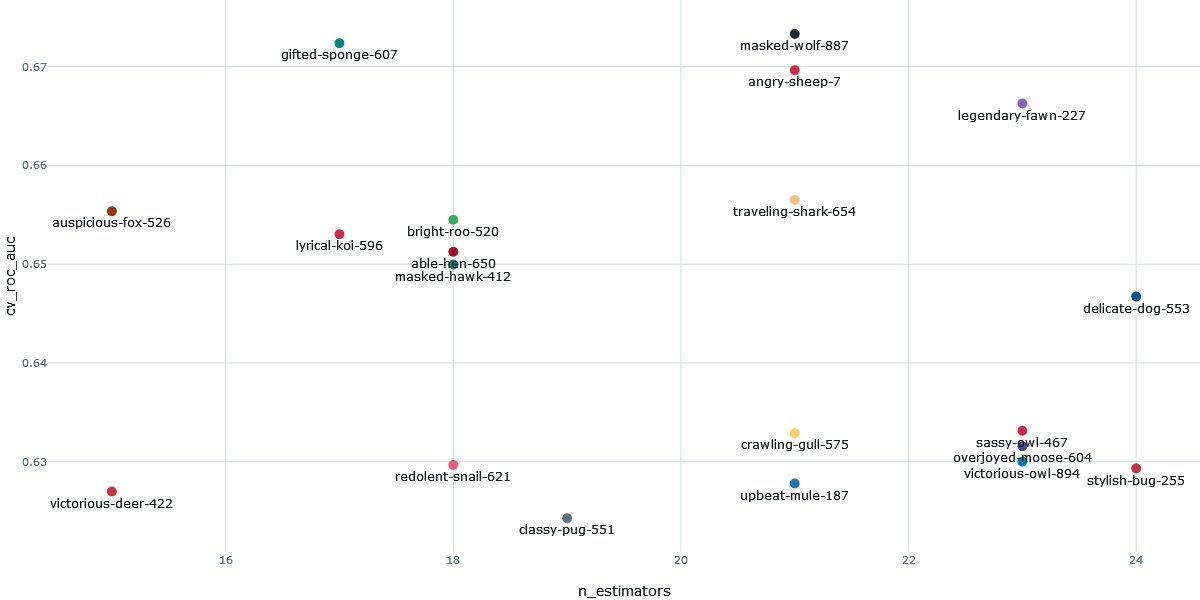 masked-wolf-887
gifted-sponge-607
0.67
angry-sheep-7
legendary-fawn-227
0.66
traveling-shark-654
auspicious-fox-526
bright-roo-520
lyrical-koi-596
able-hen-650
0.65
masked-hawk-412
cv_roc_auc
delicate-dog-553
0.64
sassy-owl-467
crawling-gull-575
overjoyed-moose-604
0.63
victorious-owl-894
redolent-snail-621
stylish-bug-255
upbeat-mule-187
victorious-deer-422
classy-pug-551
16 18 20 22 24
n_estimators